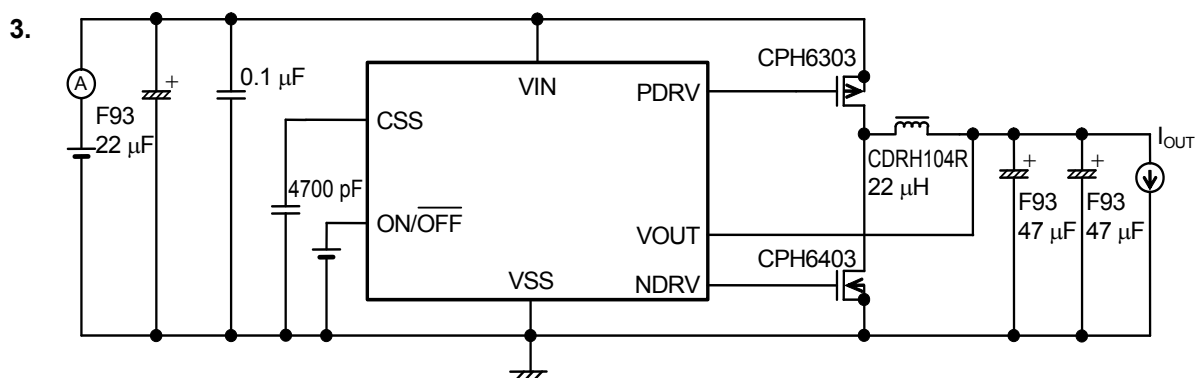 3.
A
F93
22 μF
+
0.1 μF
4700 pF
VIN
CSS
ON/OFF
VSS
PDRV
VOUT
NDRV
CPH6303
CDRH104R
22 μH
CPH6403
+
F93
47 μF
+
F93
47 μF
IOUT